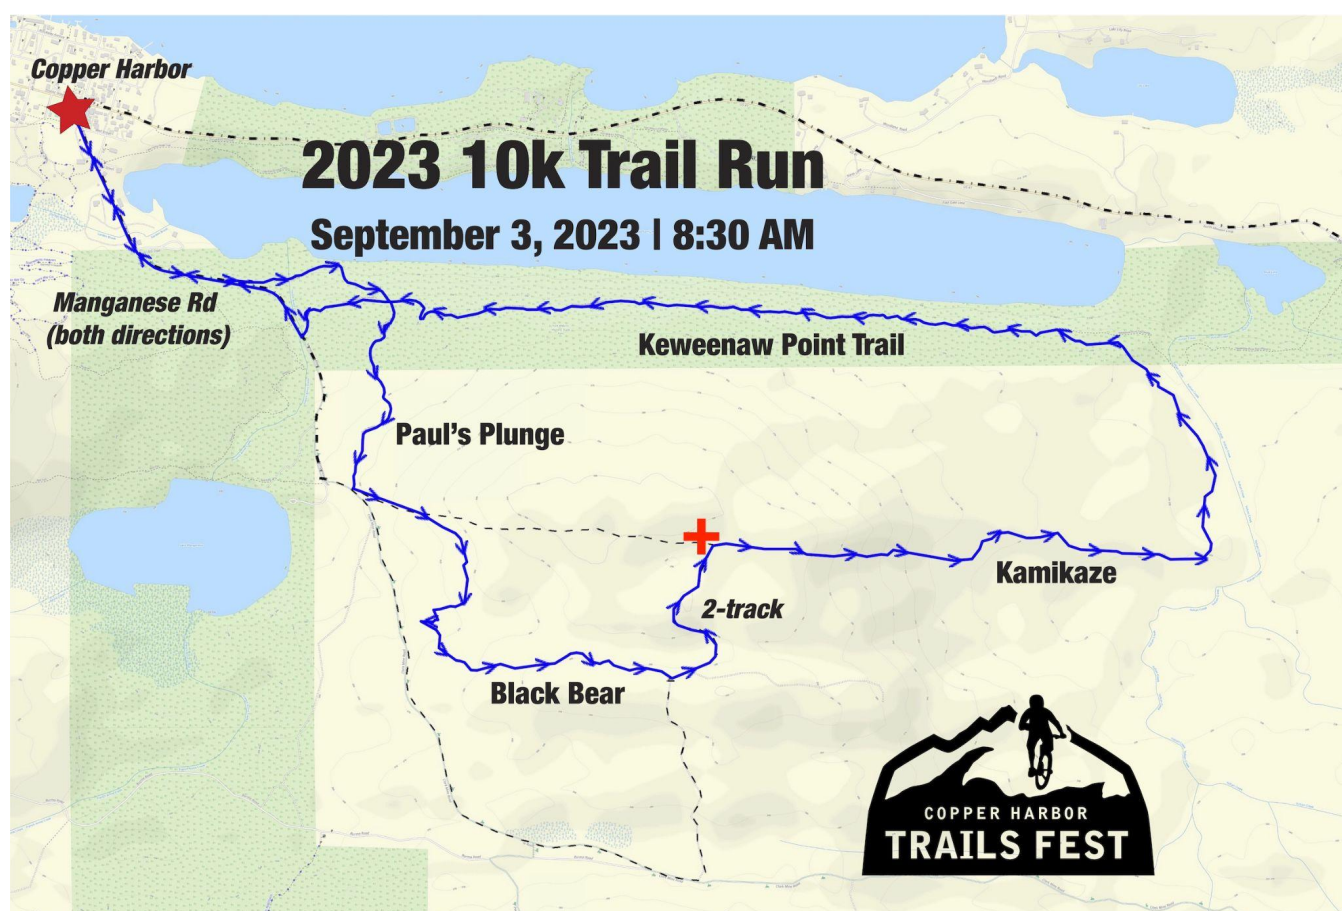 Copper Harbor
2023 10k Trail Run
September 3, 2023 | 8:30 AM
Manganese Rd
(both directions)
Keweenaw Point Trail
Paul's Plunge
Kamikaze
2-track
Black Bear
COPPER HARBOR
TRAILS FEST